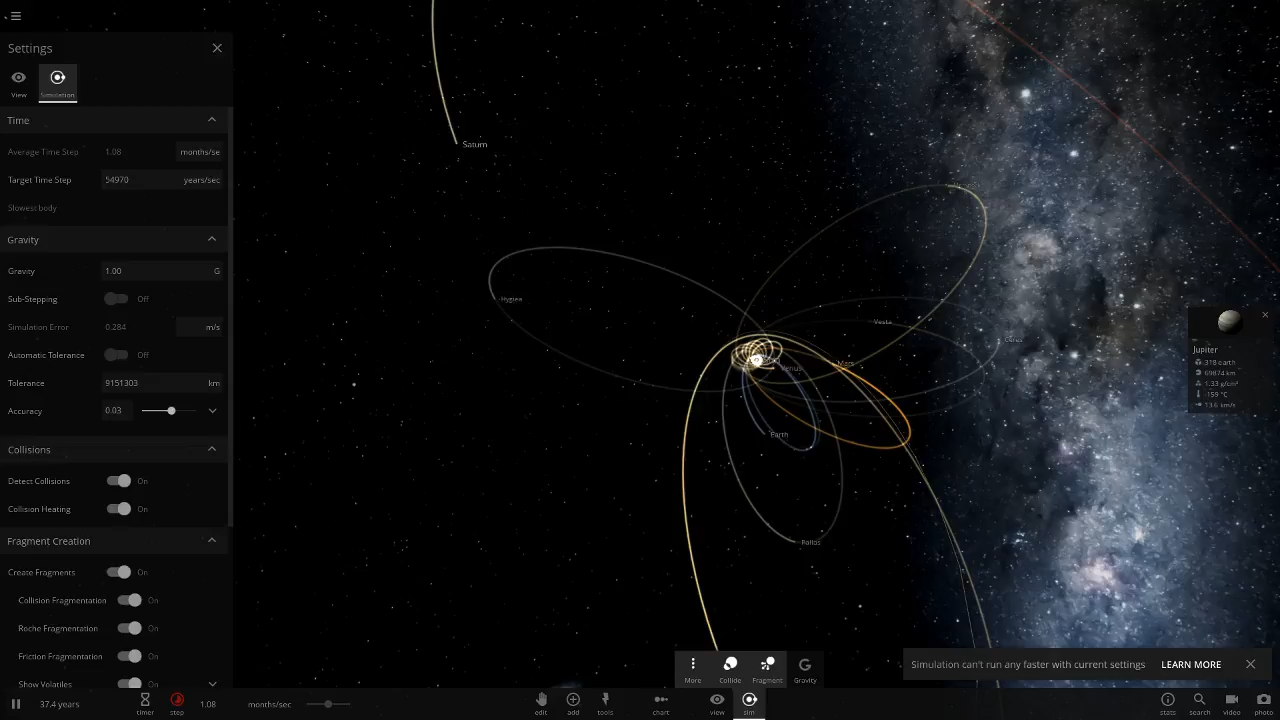 Settings
View
Simulation
Time
Average Time Step 1.08 months/se
Target Time Step 54970 years/sec
Slowest body
Gravity
Gravity 1.00 G
Sub-Stepping Off
Simulation Error 0.284 m/s
Automatic Tolerance Off
Tolerance 9151303 km
Accuracy 0.03
Collisions
Detect Collisions On
Collision Heating On
Fragment Creation
Create Fragments On
Collision Fragmentation On
Roche Fragmentation On
Friction Fragmentation On
Show Volatiles On
Saturn
Hygiea
Vesta
Ceres
Mars
Venus
Earth
Pallas
Jupiter
318 earth
69874 km
1.33 g/cm³
-159 °C
13.6 km/s
More
Collide
Fragment
Gravity
Simulation can't run any faster with current settings LEARN MORE
37.4 years
timer
step
1.08 months/sec
edit
add
tools
chart
view
sim
stats
search
video
photo